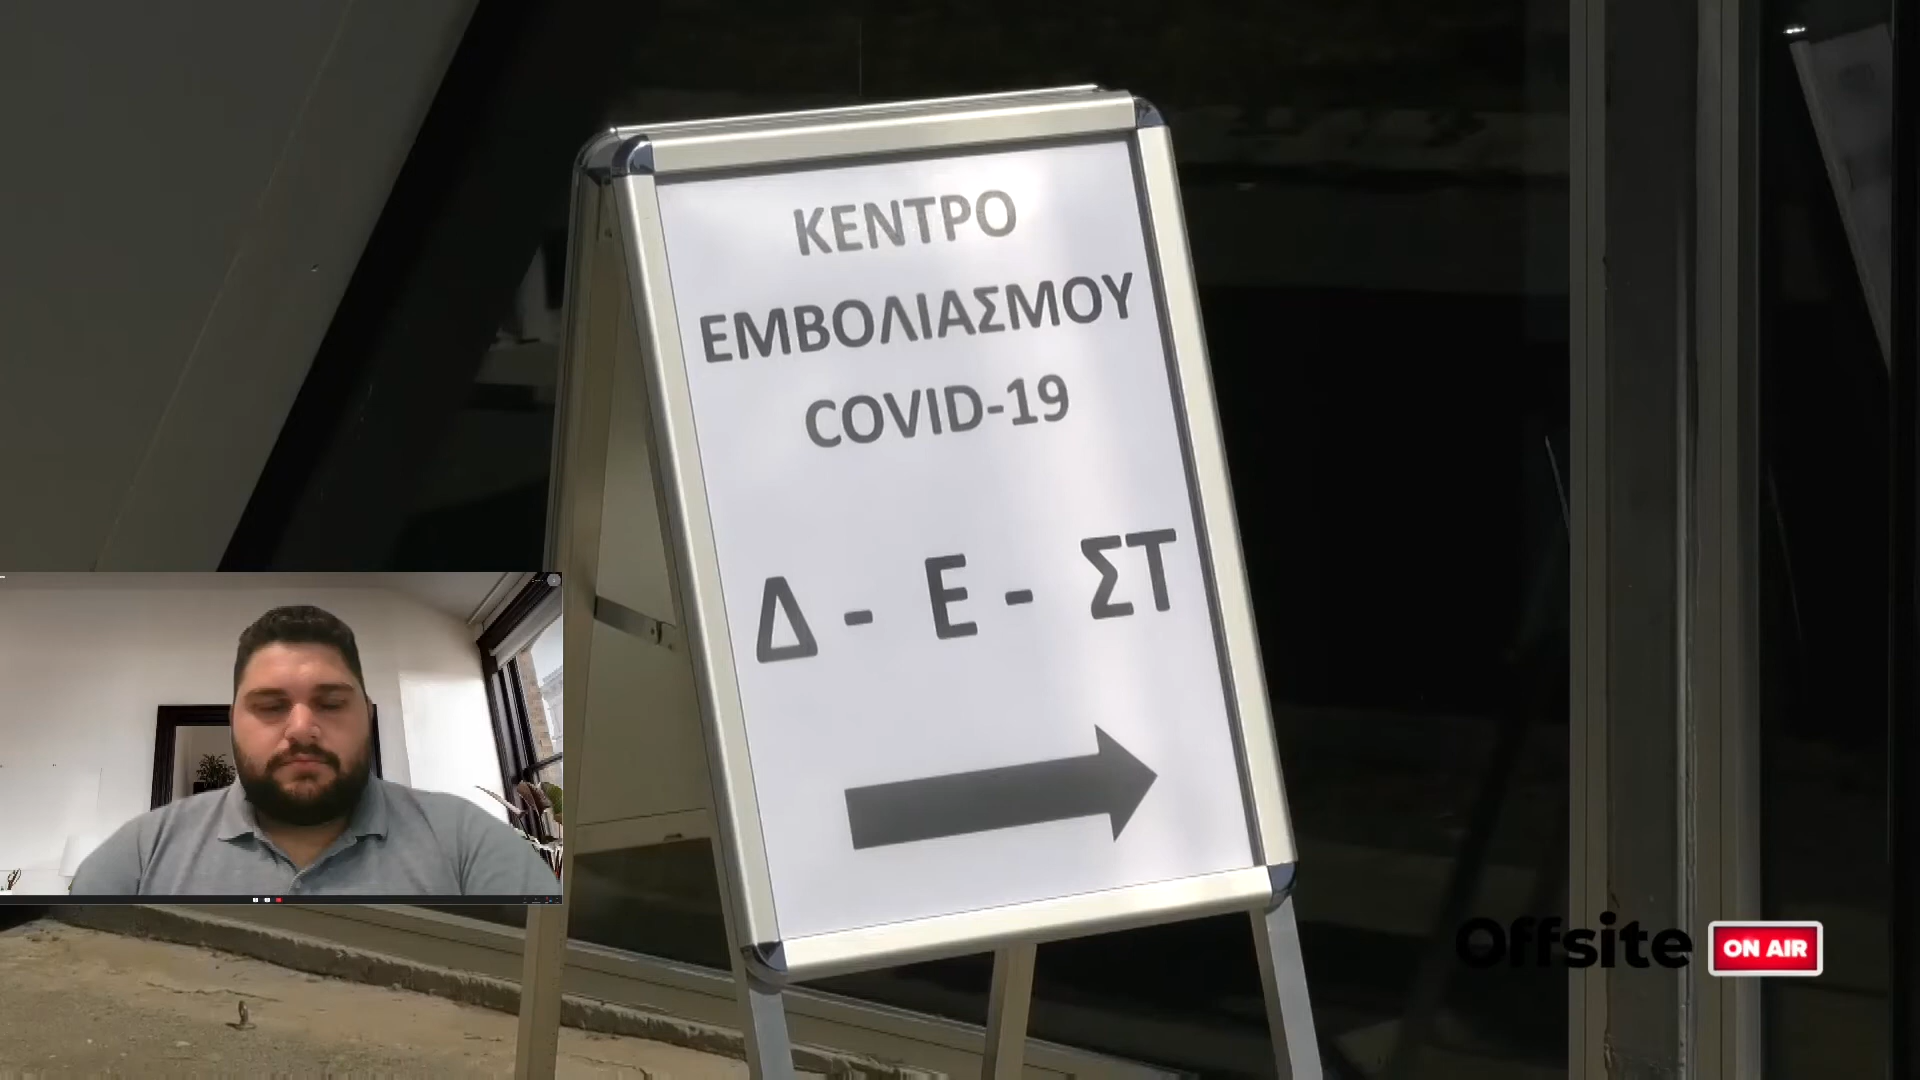 ΚΕΝΤΡΟ
ΕΜΒΟΛΙΑΣΜΟΥ
COVID-19
Δ - Ε - ΣΤ
Offsite ON AIR